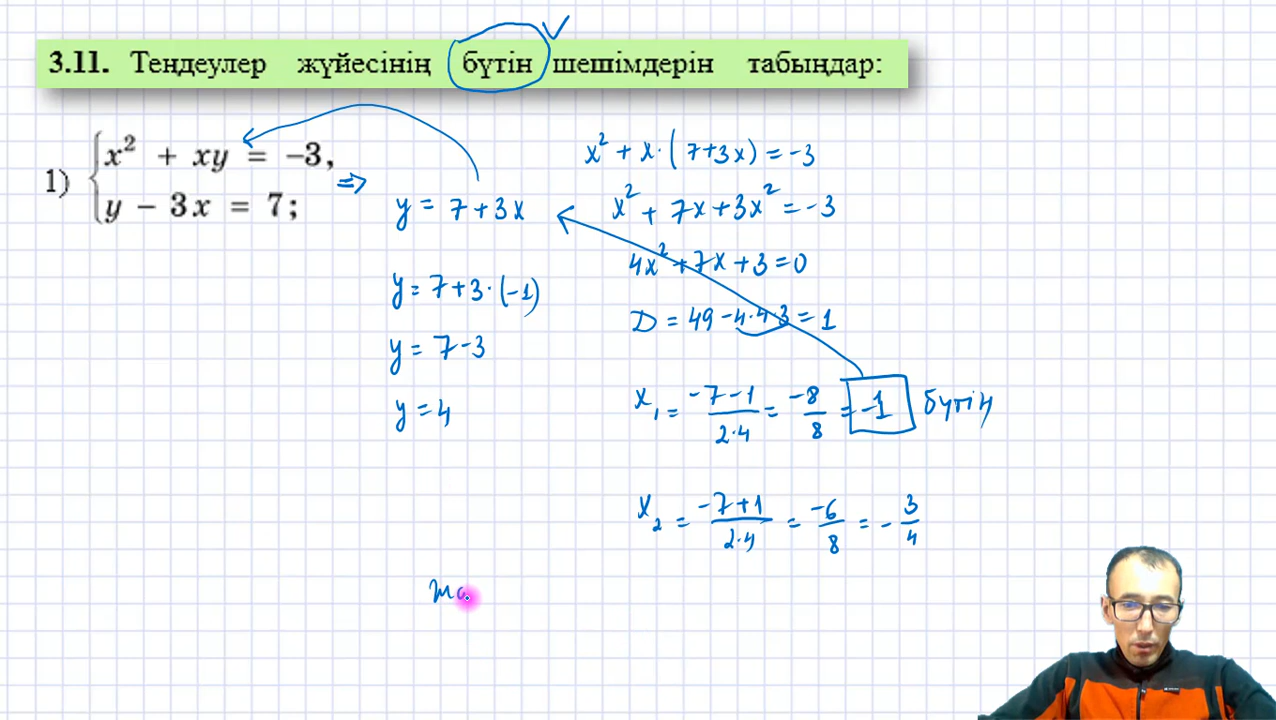 3.11. Теңдеулер жүйесінің бүтін шешімдерін табыңдар:
1) { x² + xy = –3,
y – 3x = 7; ⇒
y = 7+3x
y = 7+3·(-1)
y = 7-3
y = 4
x² + x·(7+3x) = -3
x² + 7x+3x² = -3
4x² +7x+3=0
D = 49-4·4·3 = 1
x₁ = (-7-1)/(2·4) = -8/8 = -1 бүтін
x₂ = (-7+1)/(2·4) = -6/8 = -3/4